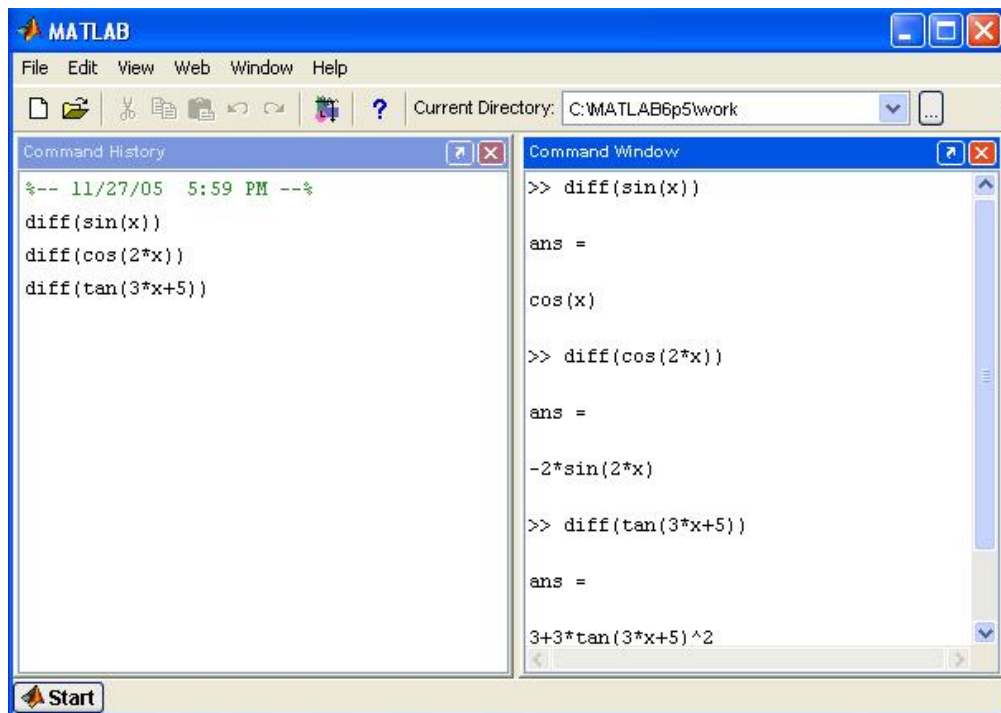 MATLAB
File Edit View Web Window Help
? Current Directory: C:\MATLAB6p5\work ...
Command History
%-- 11/27/05 5:59 PM --%
diff(sin(x))
diff(cos(2*x))
diff(tan(3*x+5))
Command Window
>> diff(sin(x))
ans =
cos(x)
>> diff(cos(2*x))
ans =
-2*sin(2*x)
>> diff(tan(3*x+5))
ans =
3+3*tan(3*x+5)^2
Start